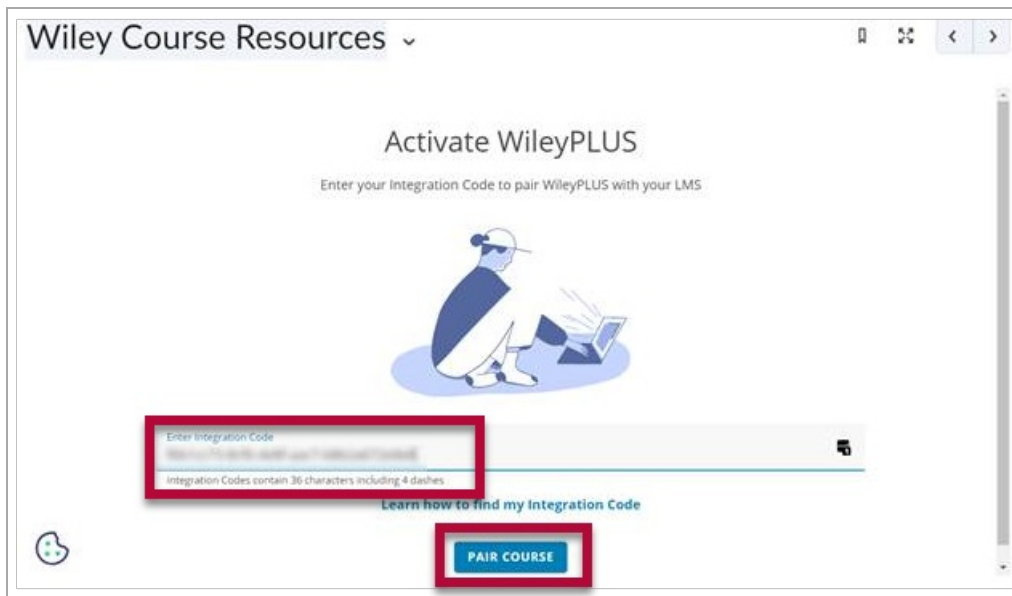 Wiley Course Resources
Activate WileyPLUS
Enter your Integration Code to pair WileyPLUS with your LMS
Enter Integration Code
Integration Codes contain 36 characters including 4 dashes
Learn how to find my Integration Code
PAIR COURSE